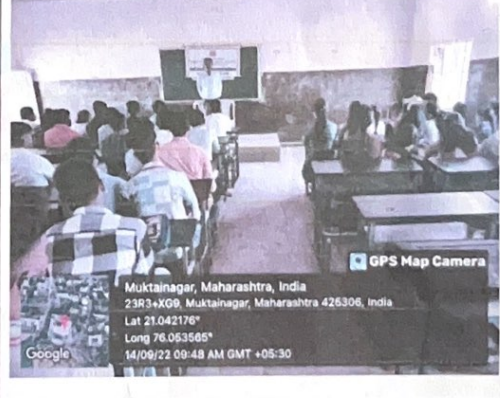 GPS Map Camera
Muktainagar, Maharashtra, India
23R3+XG9, Muktainagar, Maharashtra 425306, India
Lat 21.042176°
Long 76.053565°
14/09/22 09:48 AM GMT +05:30
Google